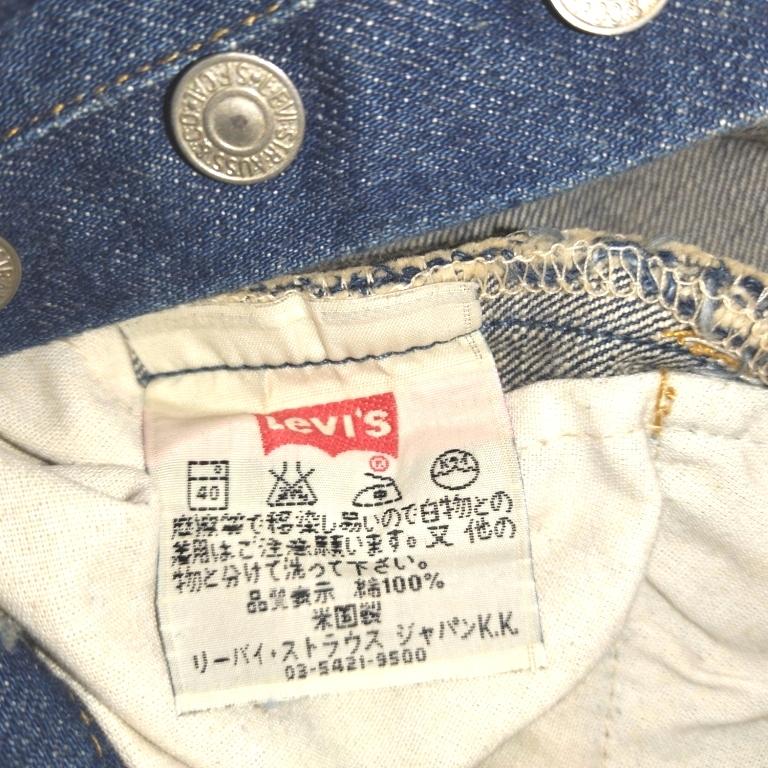 LEVI STRAUSS & CO
Levi's
40
摩擦等で移染し易いので白物との
着用はご注意願います。又 他の
物と分けて洗って下さい。
品質表示 綿100%
米国製
リーバイ・ストラウス ジャパンK.K.
03-5421-9500